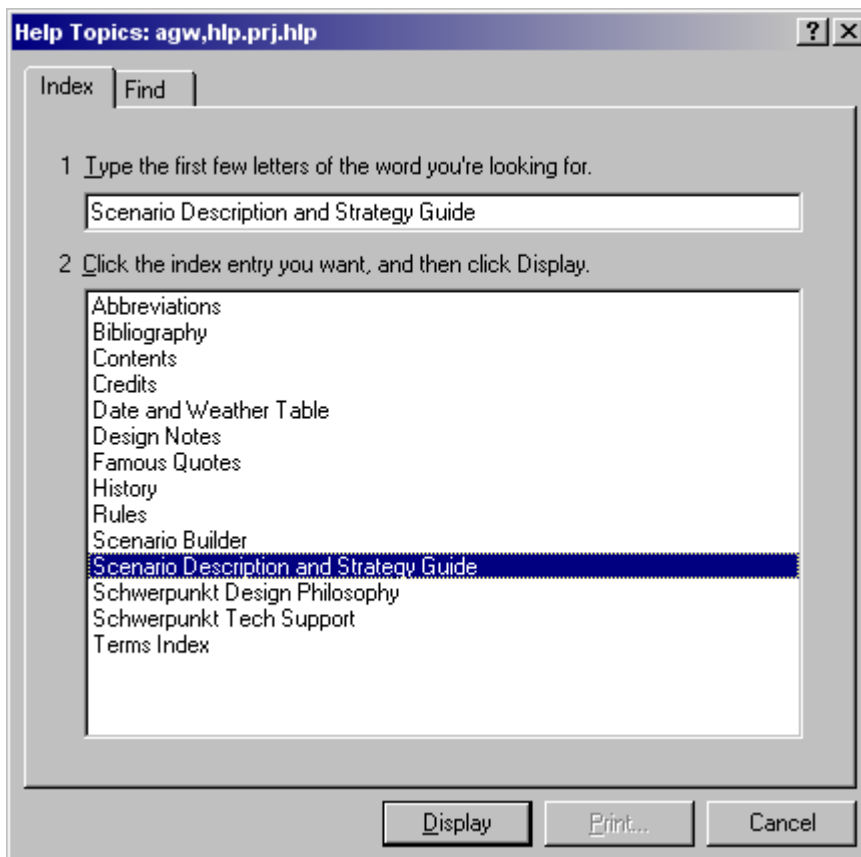 Help Topics: agw,hlp.prj.hlp
Index Find
1 Type the first few letters of the word you're looking for.
Scenario Description and Strategy Guide
2 Click the index entry you want, and then click Display.
Abbreviations
Bibliography
Contents
Credits
Date and Weather Table
Design Notes
Famous Quotes
History
Rules
Scenario Builder
Scenario Description and Strategy Guide
Schwerpunkt Design Philosophy
Schwerpunkt Tech Support
Terms Index
Display Print... Cancel